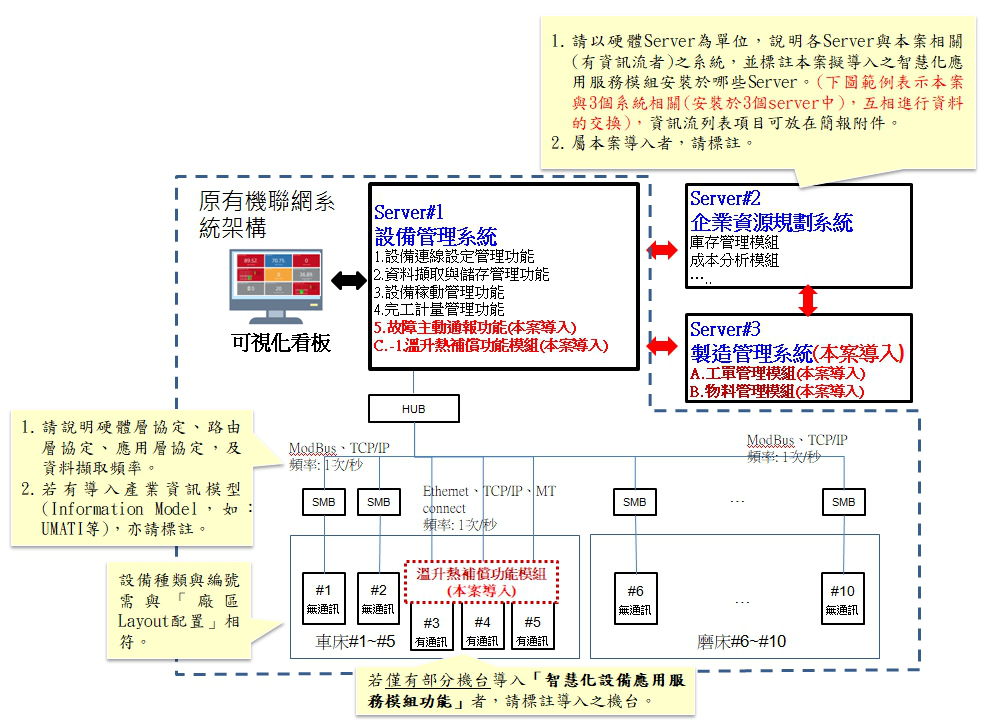 1. 請以硬體Server為單位，說明各Server與本案相關
(有資訊流者)之系統，並標註本案擬導入之智慧化應
用服務模組安裝於哪些Server。(下圖範例表示本案
與3個系統相關(安裝於3個server中)，互相進行資料
的交換)，資訊流列表項目可放在簡報附件。
2. 屬本案導入者，請標註。
原有機聯網系
統架構
可視化看板
Server#1
設備管理系統
1.設備連線設定管理功能
2.資料擷取與儲存管理功能
3.設備稼動管理功能
4.完工計量管理功能
5.故障主動通報功能(本案導入)
C.-1溫升熱補償功能模組(本案導入)
Server#2
企業資源規劃系統
庫存管理模組
成本分析模組
…..
Server#3
製造管理系統(本案導入)
A.工單管理模組(本案導入)
B.物料管理模組(本案導入)
HUB
1. 請說明硬體層協定、路由
層協定、應用層協定，及
資料擷取頻率。
2. 若有導入產業資訊模型
(Information Model，如：
UMATI等)，亦請標註。
ModBus、TCP/IP
頻率: 1次/秒
ModBus、TCP/IP
頻率: 1次/秒
SMB
SMB
Ethernet、TCP/IP、MT
connect
頻率: 1次/秒
SMB
…
SMB
設備種類與編號
需與「廠區
Layout配置」相
符。
溫升熱補償功能模組
(本案導入)
#1
無通訊
#2
無通訊
#3
有通訊
#4
有通訊
#5
有通訊
車床#1~#5
#6
無通訊
…
#10
無通訊
磨床#6~#10
若僅有部分機台導入「智慧化設備應用服
務模組功能」者，請標註導入之機台。